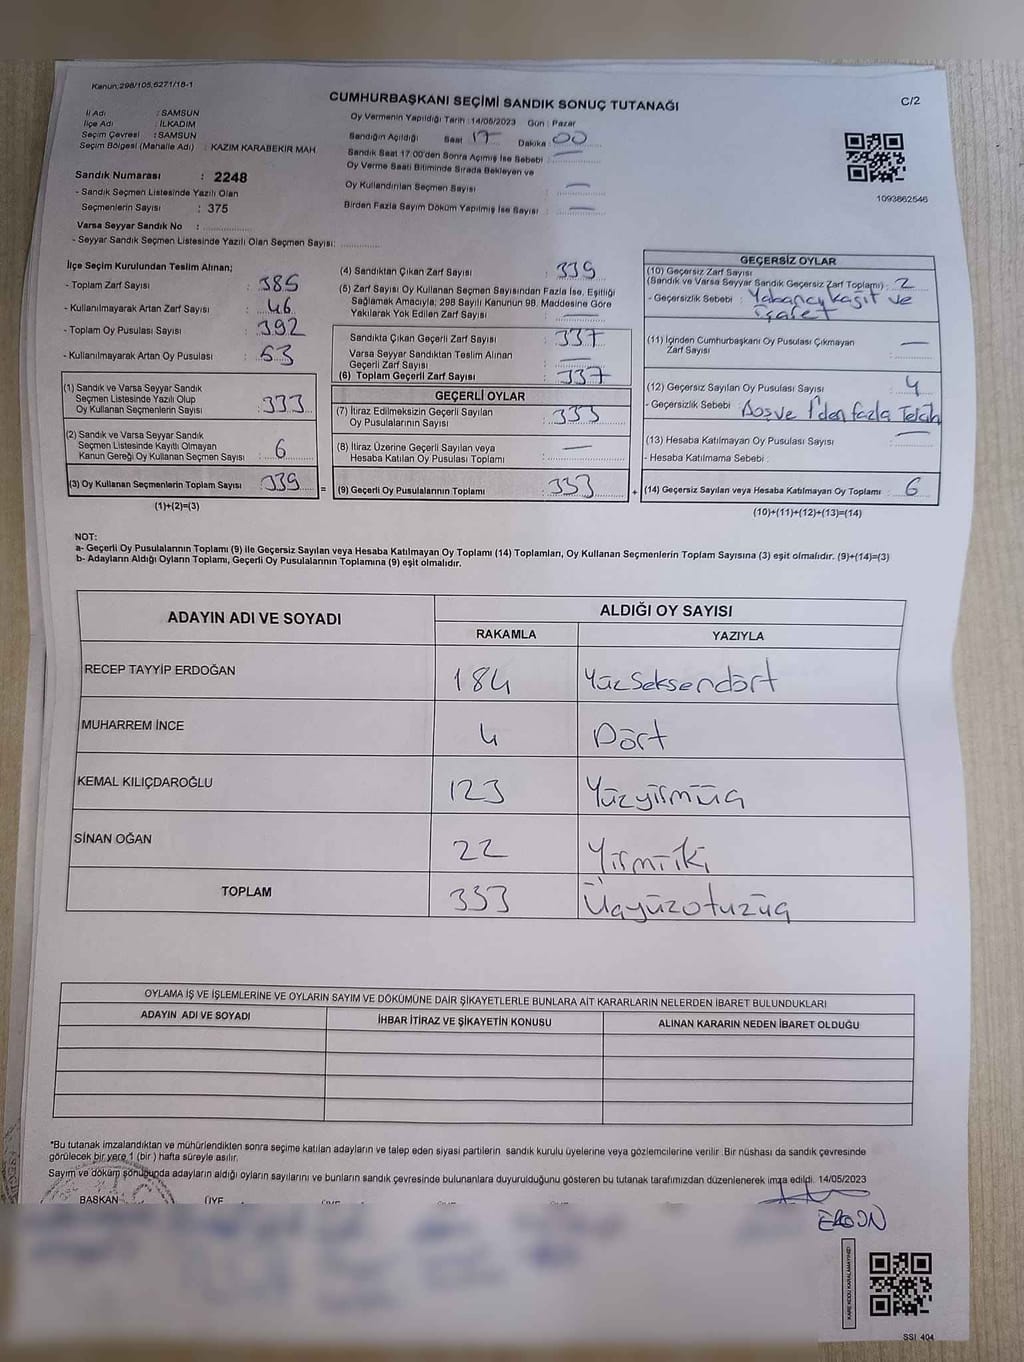 Kanun:298/105,6271/18-1
CUMHURBAŞKANI SEÇİMİ SANDIK SONUÇ TUTANAĞI
C/2
Oy Vermenin Yapıldığı Tarih :14/05/2023 Gün : Pazar
İl Adı : SAMSUN
İlçe Adı : İLKADIM
Seçim Çevresi : SAMSUN
Seçim Bölgesi (Mahalle Adı) : KAZIM KARABEKİR MAH.
Sandık Numarası : 2248
- Sandık Seçmen Listesinde Yazılı Olan
Seçmenlerin Sayısı : 375
Varsa Seyyar Sandık No :
- Seyyar Sandık Seçmen Listesinde Yazılı Olan Seçmen Sayısı:
Sandığın Açıldığı Saat 17 Dakika : 00
Sandık Saat 17:00'den Sonra Açılmış İse Sebebi : —
Oy Verme Saati Bitiminde Sırada Bekleyen ve
Oy Kullandırılan Seçmen Sayısı : —
Birden Fazla Sayım Döküm Yapılmış İse Sayısı : —
1093862546
İlçe Seçim Kurulundan Teslim Alınan;
- Toplam Zarf Sayısı : 385
- Kullanılmayarak Artan Zarf Sayısı : 46
- Toplam Oy Pusulası Sayısı : 392
- Kullanılmayarak Artan Oy Pusulası : 53
(1) Sandık ve Varsa Seyyar Sandık
Seçmen Listesinde Yazılı Olup
Oy Kullanan Seçmenlerin Sayısı : 333
(2) Sandık ve Varsa Seyyar Sandık
Seçmen Listesinde Kayıtlı Olmayan
Kanun Gereği Oy Kullanan Seçmen Sayısı : 6
(3) Oy Kullanan Seçmenlerin Toplam Sayısı : 339
(1)+(2)=(3)
(4) Sandıktan Çıkan Zarf Sayısı : 339
(5) Zarf Sayısı Oy Kullanan Seçmen Sayısından Fazla İse, Eşitliği
Sağlamak Amacıyla; 298 Sayılı Kanunun 98. Maddesine Göre
Yakılarak Yok Edilen Zarf Sayısı : —
Sandıkta Çıkan Geçerli Zarf Sayısı : 337
Varsa Seyyar Sandıktan Teslim Alınan
Geçerli Zarf Sayısı : —
(6) Toplam Geçerli Zarf Sayısı : 337
GEÇERLİ OYLAR
(7) İtiraz Edilmeksizin Geçerli Sayılan
Oy Pusulalarının Sayısı : 333
(8) İtiraz Üzerine Geçerli Sayılan veya
Hesaba Katılan Oy Pusulası Toplamı : —
= (9) Geçerli Oy Pusulalarının Toplamı : 333
GEÇERSİZ OYLAR
(10) Geçersiz Zarf Sayısı
(Sandık ve Varsa Seyyar Sandık Geçersiz Zarf Toplamı) : 2
- Geçersizlik Sebebi : Yabancı kağıt ve
işaret
(11) İçinden Cumhurbaşkanı Oy Pusulası Çıkmayan
Zarf Sayısı : —
(12) Geçersiz Sayılan Oy Pusulası Sayısı : 4
- Geçersizlik Sebebi : Boş ve 1'den fazla Tercih
(13) Hesaba Katılmayan Oy Pusulası Sayısı : —
- Hesaba Katılmama Sebebi :
+ (14) Geçersiz Sayılan veya Hesaba Katılmayan Oy Toplamı : 6
(10)+(11)+(12)+(13)=(14)
NOT:
a- Geçerli Oy Pusulalarının Toplamı (9) ile Geçersiz Sayılan veya Hesaba Katılmayan Oy Toplamı (14) Toplamları, Oy Kullanan Seçmenlerin Toplam Sayısına (3) eşit olmalıdır. (9)+(14)=(3)
b- Adayların Aldığı Oyların Toplamı, Geçerli Oy Pusulalarının Toplamına (9) eşit olmalıdır.
ADAYIN ADI VE SOYADI ALDIĞI OY SAYISI
RAKAMLA YAZIYLA
RECEP TAYYİP ERDOĞAN 184 Yüzseksendört
MUHARREM İNCE 4 Dört
KEMAL KILIÇDAROĞLU 123 Yüzyirmiüç
SİNAN OĞAN 22 Yirmiiki
TOPLAM 333 Üçyüzotuzüç
OYLAMA İŞ VE İŞLEMLERİNE VE OYLARIN SAYIM VE DÖKÜMÜNE DAİR ŞİKAYETLERLE BUNLARA AİT KARARLARIN NELERDEN İBARET BULUNDUKLARI
ADAYIN ADI VE SOYADI İHBAR İTİRAZ VE ŞİKAYETİN KONUSU ALINAN KARARIN NEDEN İBARET OLDUĞU
*Bu tutanak imzalandıktan ve mühürlendikten sonra seçime katılan adayların ve talep eden siyasi partilerin sandık kurulu üyelerine veya gözlemcilerine verilir. Bir nüshası da sandık çevresinde
görülecek bir yere 1 (bir ) hafta süreyle asılır.
Sayım ve döküm sonucunda adayların aldığı oyların sayılarını ve bunların sandık çevresinde bulunanlara duyurulduğunu gösteren bu tutanak tarafımızdan düzenlenerek imza edildi. 14/05/2023
BAŞKAN ÜYE
KARE KODU KARALAMAYINIZ!
SSI 404